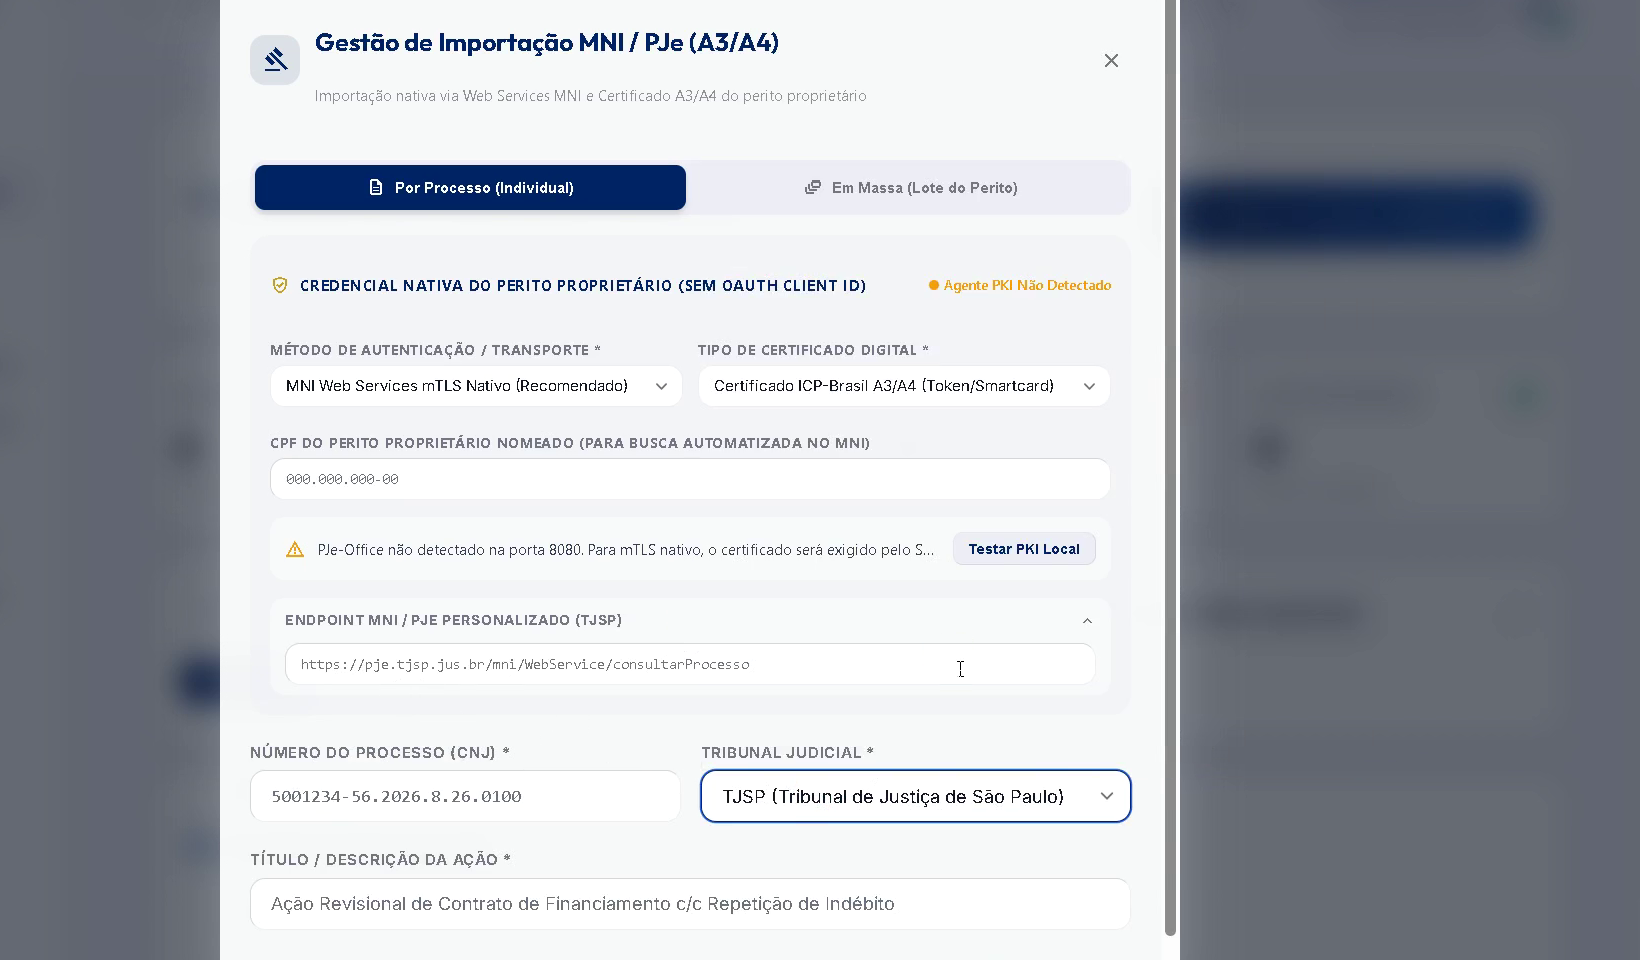 Gestão de Importação MNI / PJe (A3/A4)
Importação nativa via Web Services MNI e Certificado A3/A4 do perito proprietário
Por Processo (Individual)
Em Massa (Lote do Perito)
CREDENCIAL NATIVA DO PERITO PROPRIETÁRIO (SEM OAUTH CLIENT ID)
Agente PKI Não Detectado
MÉTODO DE AUTENTICAÇÃO / TRANSPORTE *
TIPO DE CERTIFICADO DIGITAL *
MNI Web Services mTLS Nativo (Recomendado)
Certificado ICP-Brasil A3/A4 (Token/Smartcard)
CPF DO PERITO PROPRIETÁRIO NOMEADO (PARA BUSCA AUTOMATIZADA NO MNI)
000.000.000-00
PJe-Office não detectado na porta 8080. Para mTLS nativo, o certificado será exigido pelo S...
Testar PKI Local
ENDPOINT MNI / PJE PERSONALIZADO (TJSP)
https://pje.tjsp.jus.br/mni/WebService/consultarProcesso
NÚMERO DO PROCESSO (CNJ) *
TRIBUNAL JUDICIAL *
5001234-56.2026.8.26.0100
TJSP (Tribunal de Justiça de São Paulo)
TÍTULO / DESCRIÇÃO DA AÇÃO *
Ação Revisional de Contrato de Financiamento c/c Repetição de Indébito